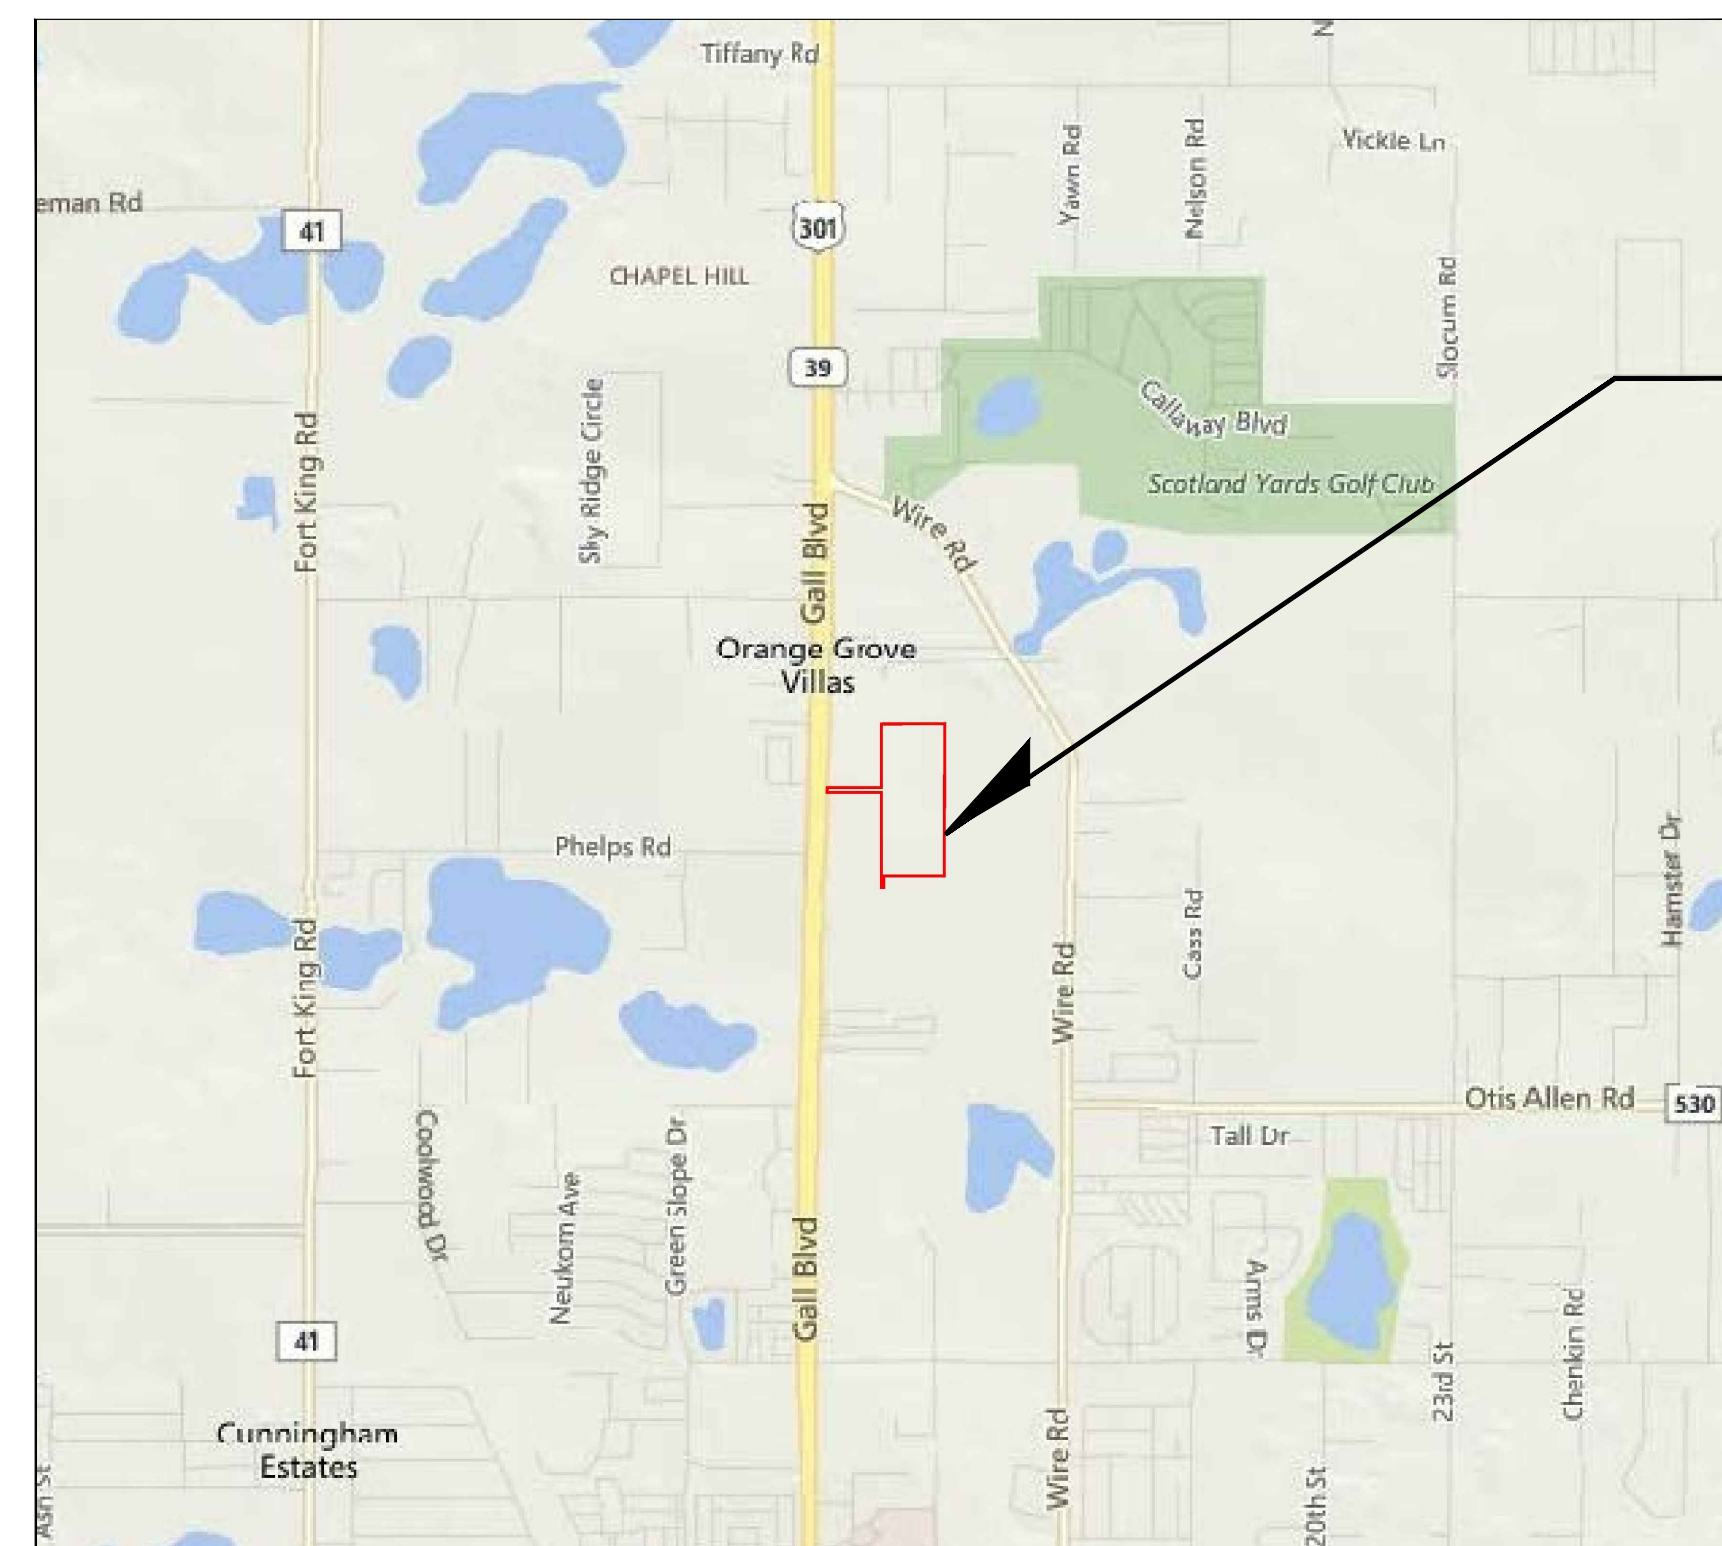 Tiffany Rd
N
Yawn Rd
Nelson Rd
Vickie Ln
eman Rd
41
301
CHAPEL HILL
Slocum Rd
39
Sky Ridge Circle
Callaway Blvd
Fort King Rd
Scotland Yards Golf Club
Gall Blvd
Wire Rd
Orange Grove
Villas
Phelps Rd
Hamster Dr
Cass Rd
Fort King Rd
Wire Rd
Otis Allen Rd
530
Tall Dr
Coolwood Dr
Green Slope Dr
Neukom Ave
Gall Blvd
Arms Dr
Chenkin Rd
41
23rd St
Cunningham
Estates
Wire Rd
Ash St
20th St